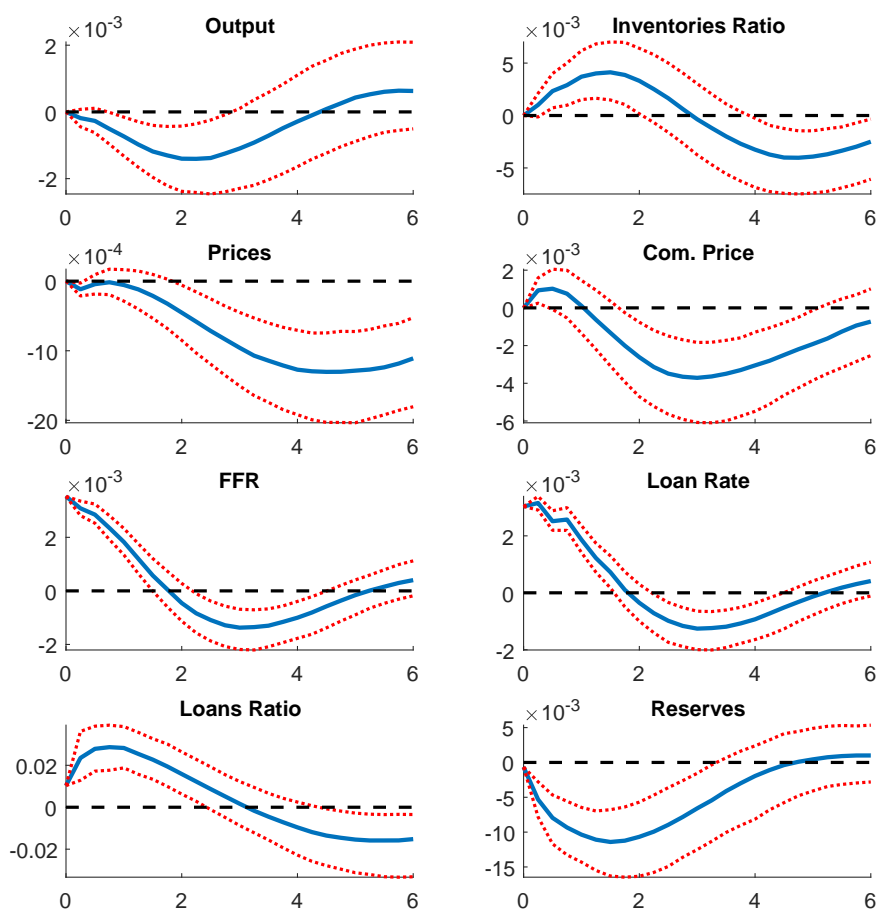 Output
× 10^-3
2
0
-2
0 2 4 6
Inventories Ratio
× 10^-3
5
0
-5
0 2 4 6
Prices
× 10^-4
0
-10
-20
0 2 4 6
Com. Price
× 10^-3
2
0
-2
-4
-6
0 2 4 6
FFR
× 10^-3
2
0
-2
0 2 4 6
Loan Rate
× 10^-3
2
0
-2
0 2 4 6
Loans Ratio
0.02
0
-0.02
0 2 4 6
Reserves
× 10^-3
5
0
-5
-10
-15
0 2 4 6